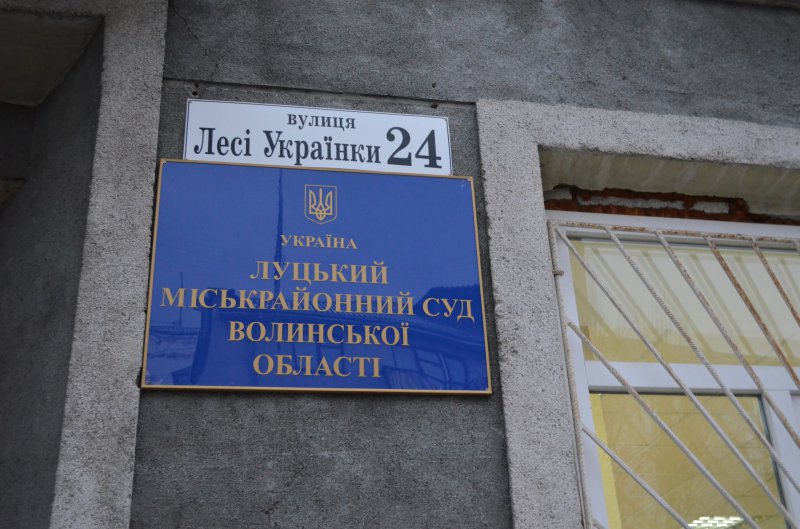 вулиця
Лесі Українки 24
УКРАЇНА
ЛУЦЬКИЙ
МІСЬКРАЙОННИЙ СУД
ВОЛИНСЬКОЇ
ОБЛАСТІ